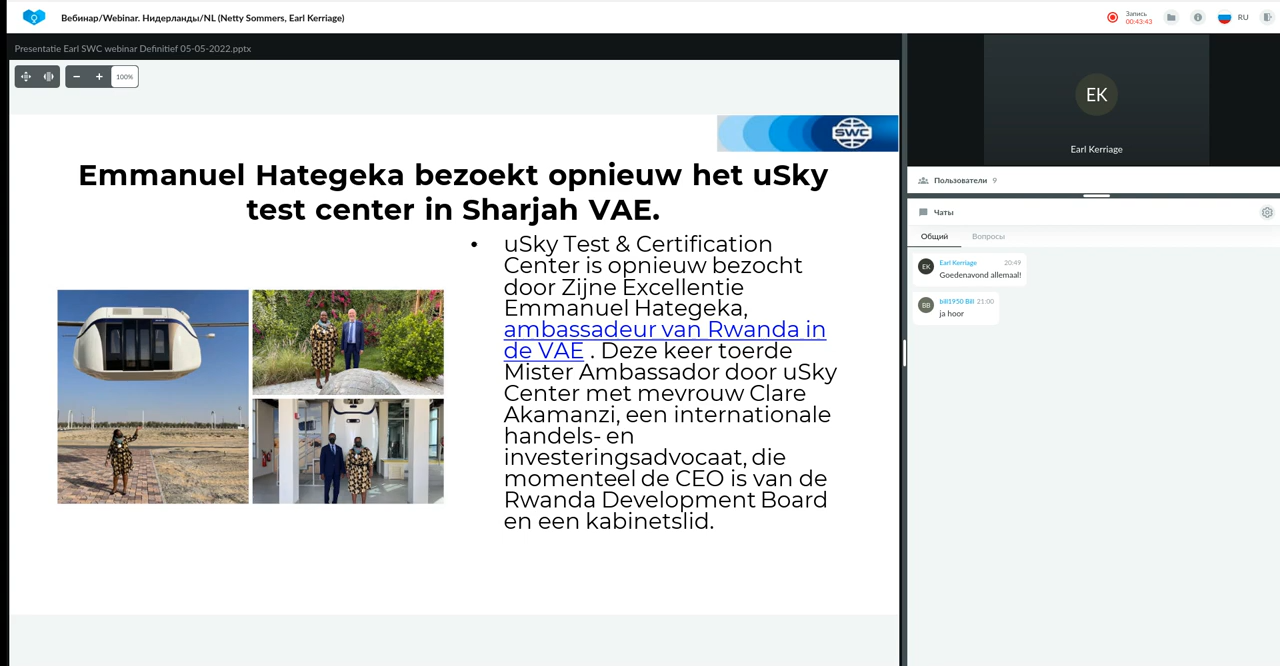 Вебинар/Webinar. Нидерланды/NL (Netty Sommers, Earl Kerriage)
Запись
00:43:43
RU
Presentatie Earl SWC webinar Definitief 05-05-2022.pptx
100%
SWC
Emmanuel Hategeka bezoekt opnieuw het uSky
test center in Sharjah VAE.
• uSky Test & Certification
Center is opnieuw bezocht
door Zijne Excellentie
Emmanuel Hategeka,
ambassadeur van Rwanda in
de VAE . Deze keer toerde
Mister Ambassador door uSky
Center met mevrouw Clare
Akamanzi, een internationale
handels- en
investeringsadvocaat, die
momenteel de CEO is van de
Rwanda Development Board
en een kabinetslid.
EK
Earl Kerriage
Пользователи 9
Чаты
Общий Вопросы
EK Earl Kerriage 20:49
Goedenavond allemaal!
BB bill1950 Bill 21:00
ja hoor